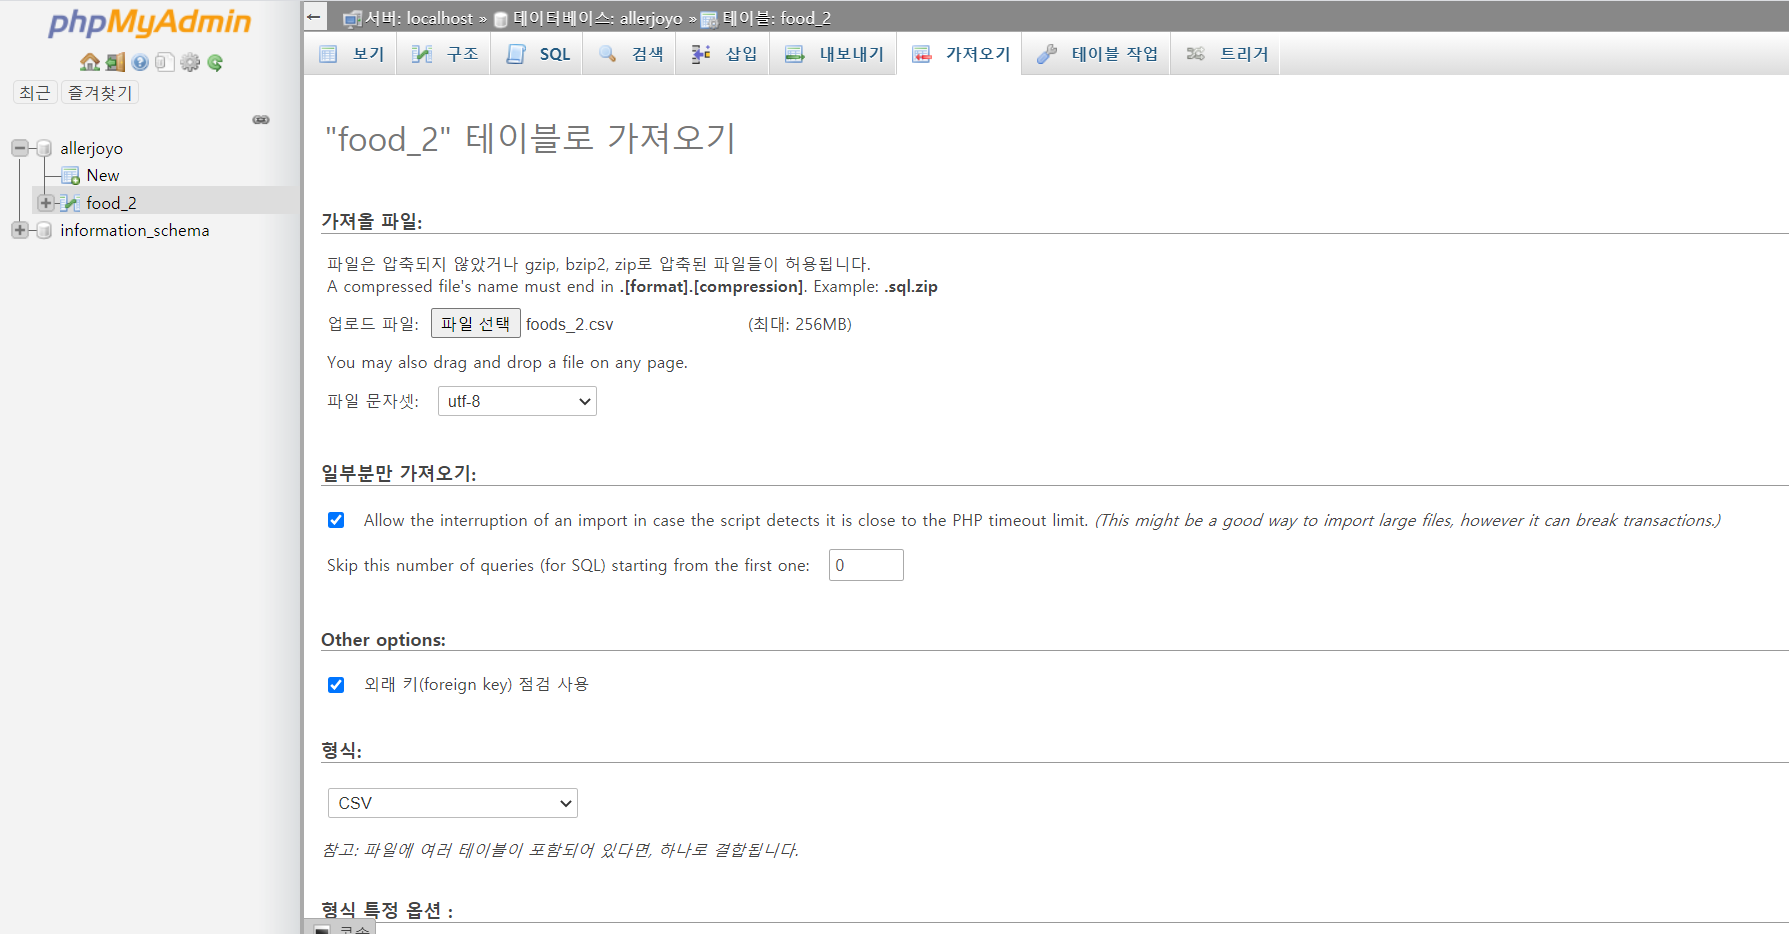 phpMyAdmin
최근 즐겨찾기
allerjoyo
New
food_2
information_schema
서버: localhost » 데이터베이스: allerjoyo » 테이블: food_2
보기 구조 SQL 검색 삽입 내보내기 가져오기 테이블 작업 트리거
"food_2" 테이블로 가져오기
가져올 파일:
파일은 압축되지 않았거나 gzip, bzip2, zip로 압축된 파일들이 허용됩니다.
A compressed file's name must end in .[format].[compression]. Example: .sql.zip
업로드 파일: 파일 선택 foods_2.csv (최대: 256MB)
You may also drag and drop a file on any page.
파일 문자셋: utf-8
일부분만 가져오기:
Allow the interruption of an import in case the script detects it is close to the PHP timeout limit. (This might be a good way to import large files, however it can break transactions.)
Skip this number of queries (for SQL) starting from the first one: 0
Other options:
외래 키(foreign key) 점검 사용
형식:
CSV
참고: 파일에 여러 테이블이 포함되어 있다면, 하나로 결합됩니다.
형식 특정 옵션 :
콘솔